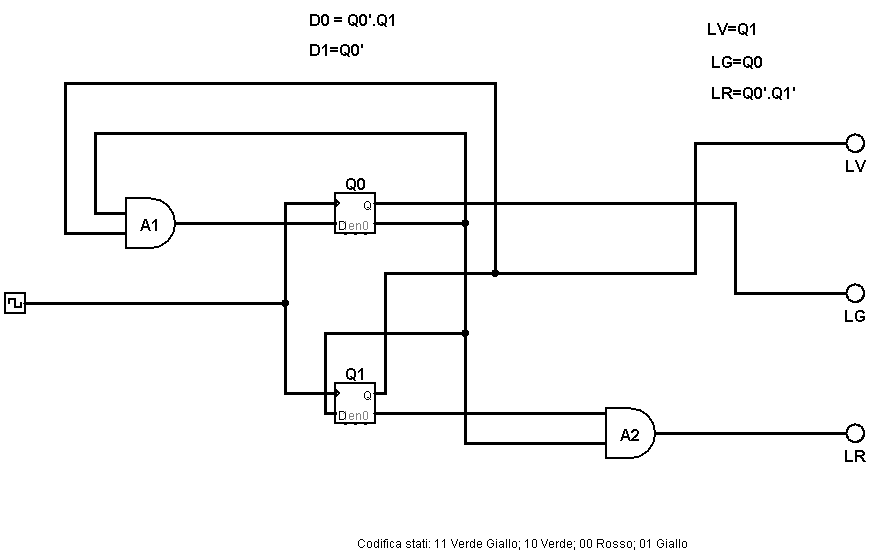 D0 = Q0'.Q1
D1=Q0'
LV=Q1
LG=Q0
LR=Q0'.Q1'
LV
Q0
Q
D en 0
A1
LG
Q1
Q
D en 0
A2
LR
Codifica stati: 11 Verde Giallo; 10 Verde; 00 Rosso; 01 Giallo